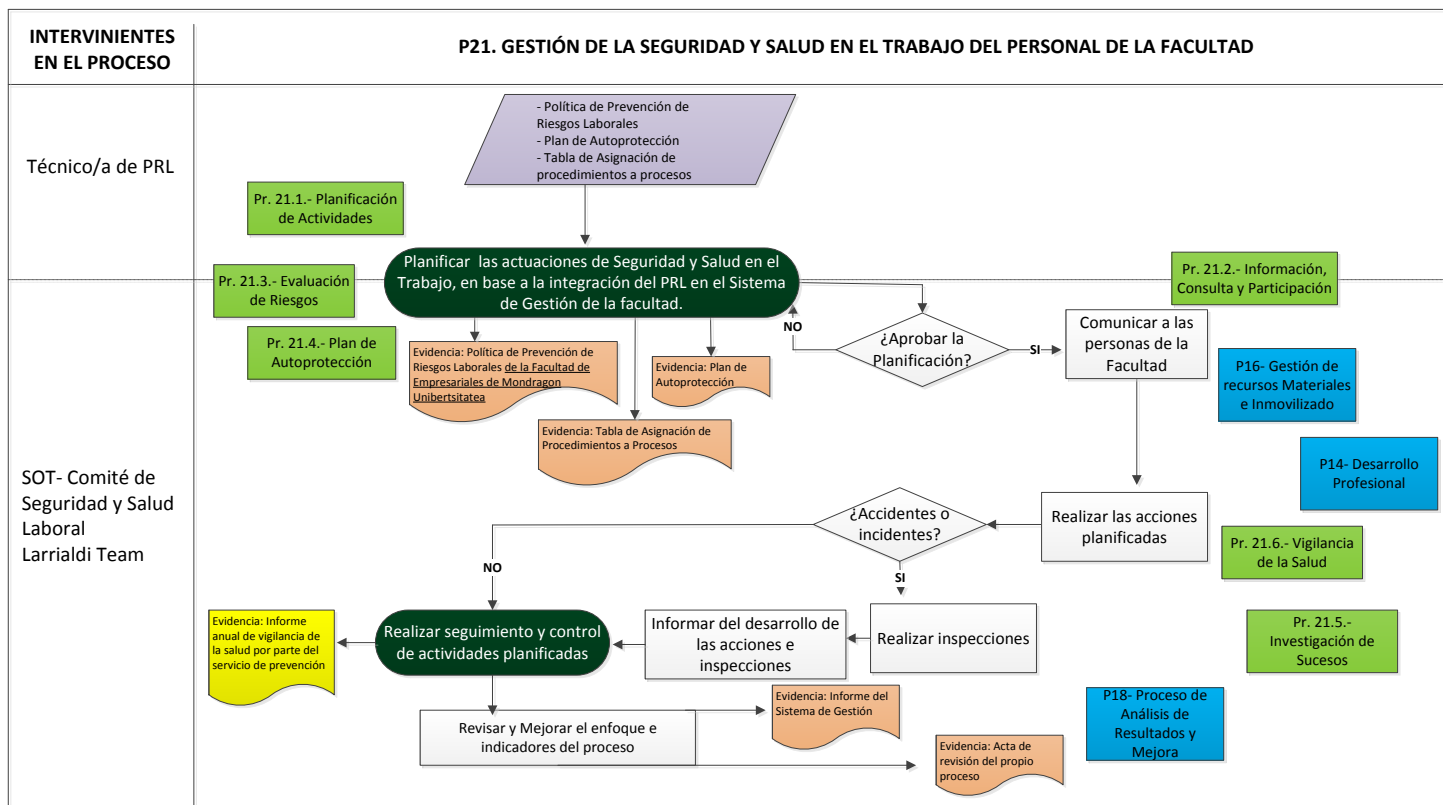 INTERVINIENTES
EN EL PROCESO
P21. GESTIÓN DE LA SEGURIDAD Y SALUD EN EL TRABAJO DEL PERSONAL DE LA FACULTAD
Técnico/a de PRL
- Política de Prevención de
Riesgos Laborales
- Plan de Autoprotección
- Tabla de Asignación de
procedimientos a procesos
Pr. 21.1.- Planificación
de Actividades
Planificar las actuaciones de Seguridad y Salud en el
Trabajo, en base a la integración del PRL en el Sistema
de Gestión de la facultad.
Pr. 21.3.- Evaluación
de Riesgos
Pr. 21.2.- Información,
Consulta y Participación
Pr. 21.4.- Plan de
Autoprotección
NO
¿Aprobar la
Planificación?
SI
Comunicar a las
personas de la
Facultad
Evidencia: Política de Prevención de
Riesgos Laborales de la Facultad de
Empresariales de Mondragon
Unibertsitatea
Evidencia: Plan de
Autoprotección
P16- Gestión de
recursos Materiales
e Inmovilizado
Evidencia: Tabla de Asignación de
Procedimientos a Procesos
P14- Desarrollo
Profesional
SOT- Comité de
Seguridad y Salud
Laboral
Larrialdi Team
¿Accidentes o
incidentes?
Realizar las acciones
planificadas
Pr. 21.6.- Vigilancia
de la Salud
NO
SI
Evidencia: Informe
anual de vigilancia de
la salud por parte del
servicio de prevención
Realizar seguimiento y control
de actividades planificadas
Informar del desarrollo de
las acciones e
inspecciones
Realizar inspecciones
Pr. 21.5.-
Investigación de
Sucesos
Revisar y Mejorar el enfoque e
indicadores del proceso
Evidencia: Informe del
Sistema de Gestión
P18- Proceso de
Análisis de
Resultados y
Mejora
Evidencia: Acta de
revisión del propio
proceso